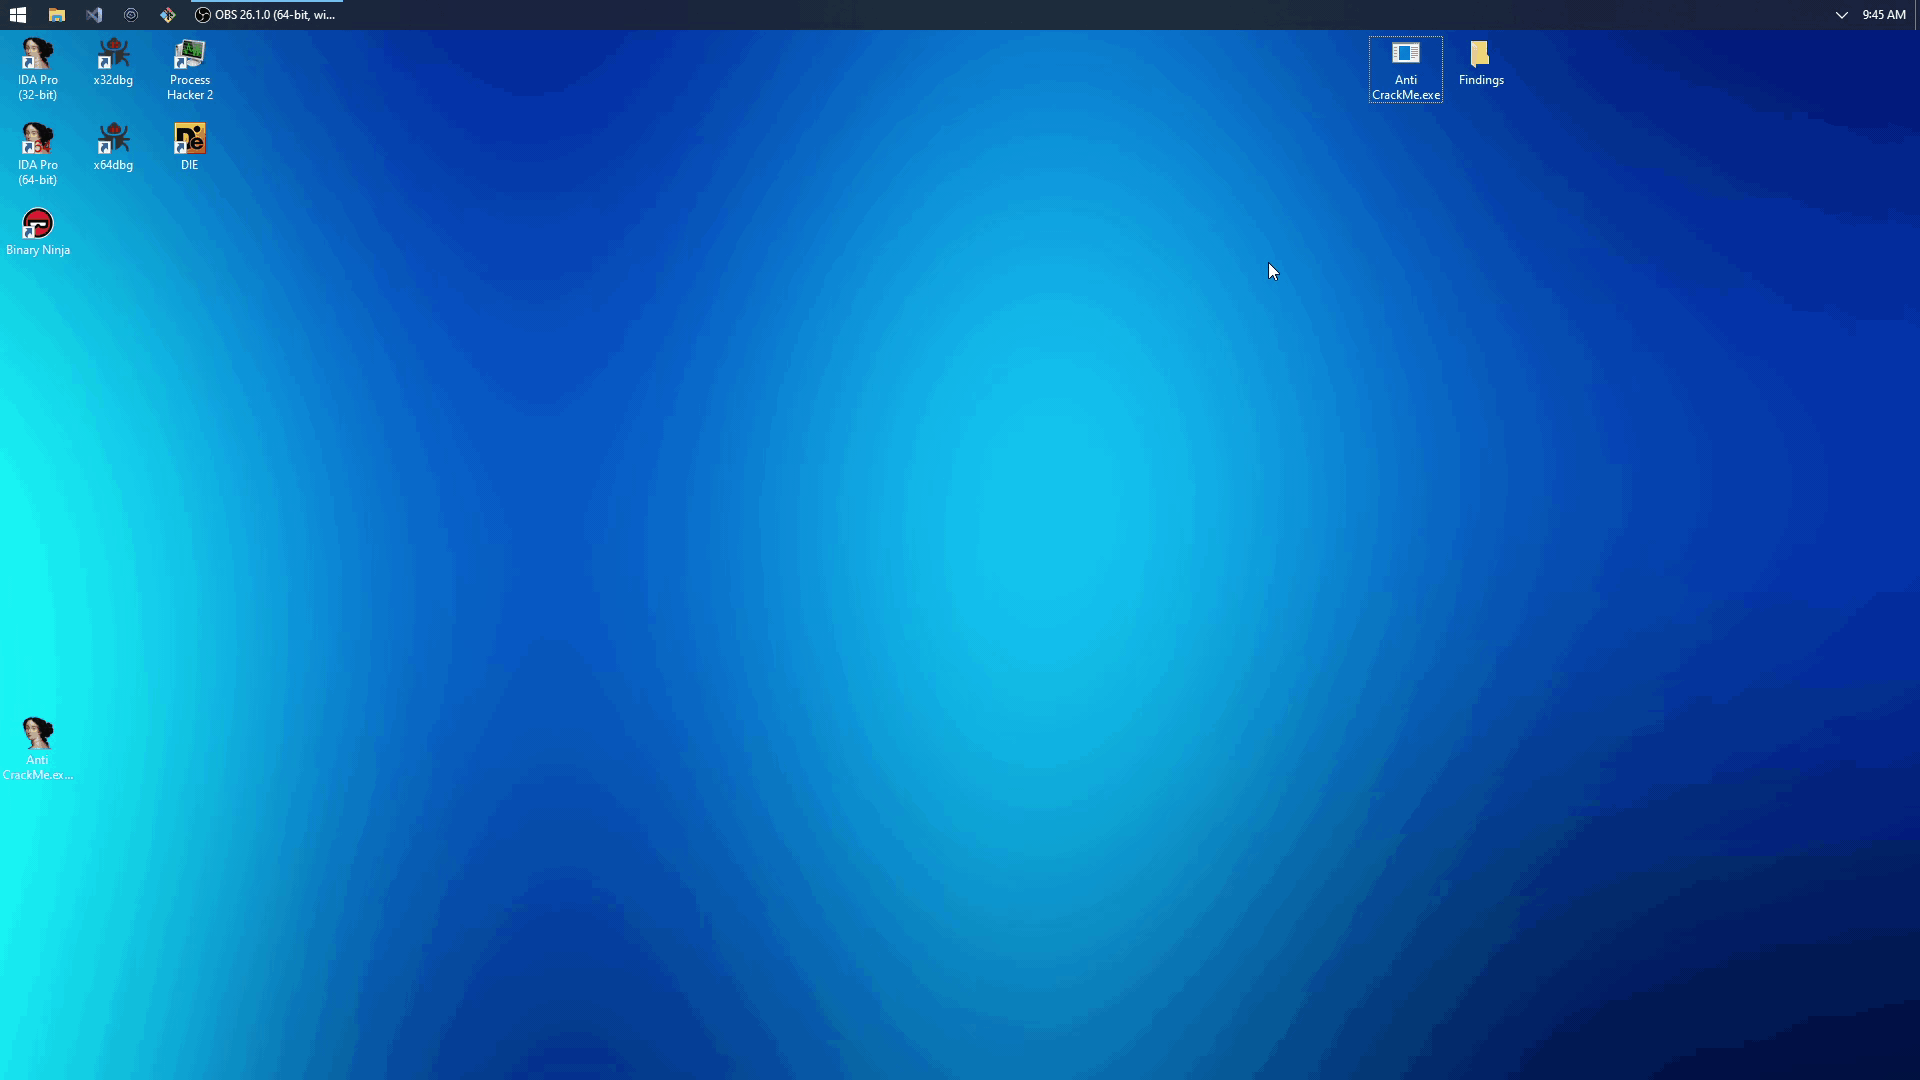 OBS 26.1.0 (64-bit, wi...
9:45 AM
IDA Pro
(32-bit)
x32dbg
Process
Hacker 2
Anti
CrackMe.exe
Findings
IDA Pro
(64-bit)
x64dbg
DIE
Binary Ninja
Anti
CrackMe.ex...